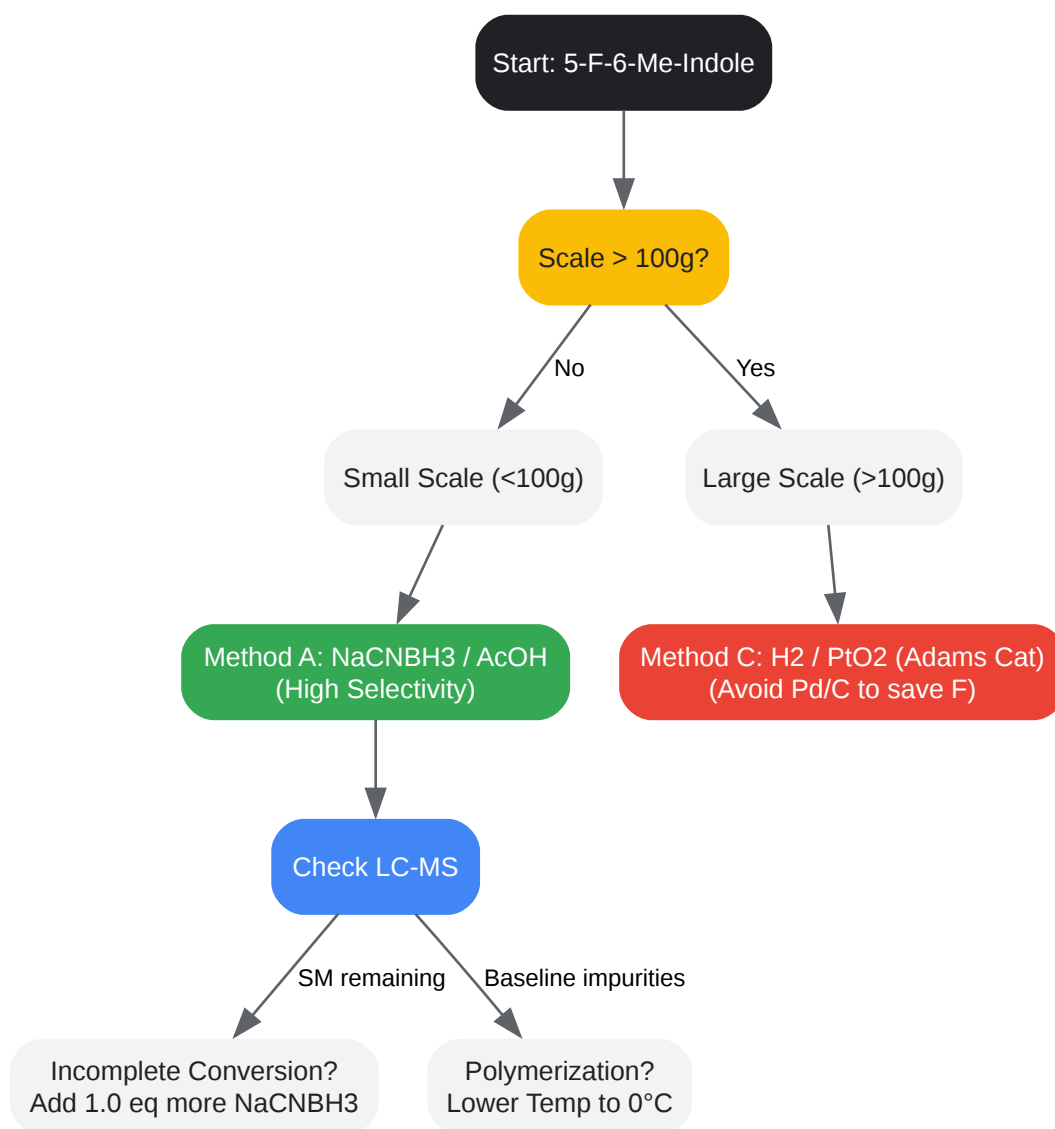 Start: 5-F-6-Me-Indole
Scale > 100g?
No
Yes
Small Scale (<100g)
Large Scale (>100g)
Method A: NaCNBH3 / AcOH
(High Selectivity)
Method C: H2 / PtO2 (Adams Cat)
(Avoid Pd/C to save F)
Check LC-MS
SM remaining
Baseline impurities
Incomplete Conversion?
Add 1.0 eq more NaCNBH3
Polymerization?
Lower Temp to 0°C